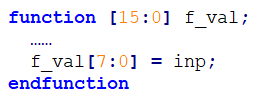 function [15:0] f_val;
……
f_val[7:0] = inp;
endfunction